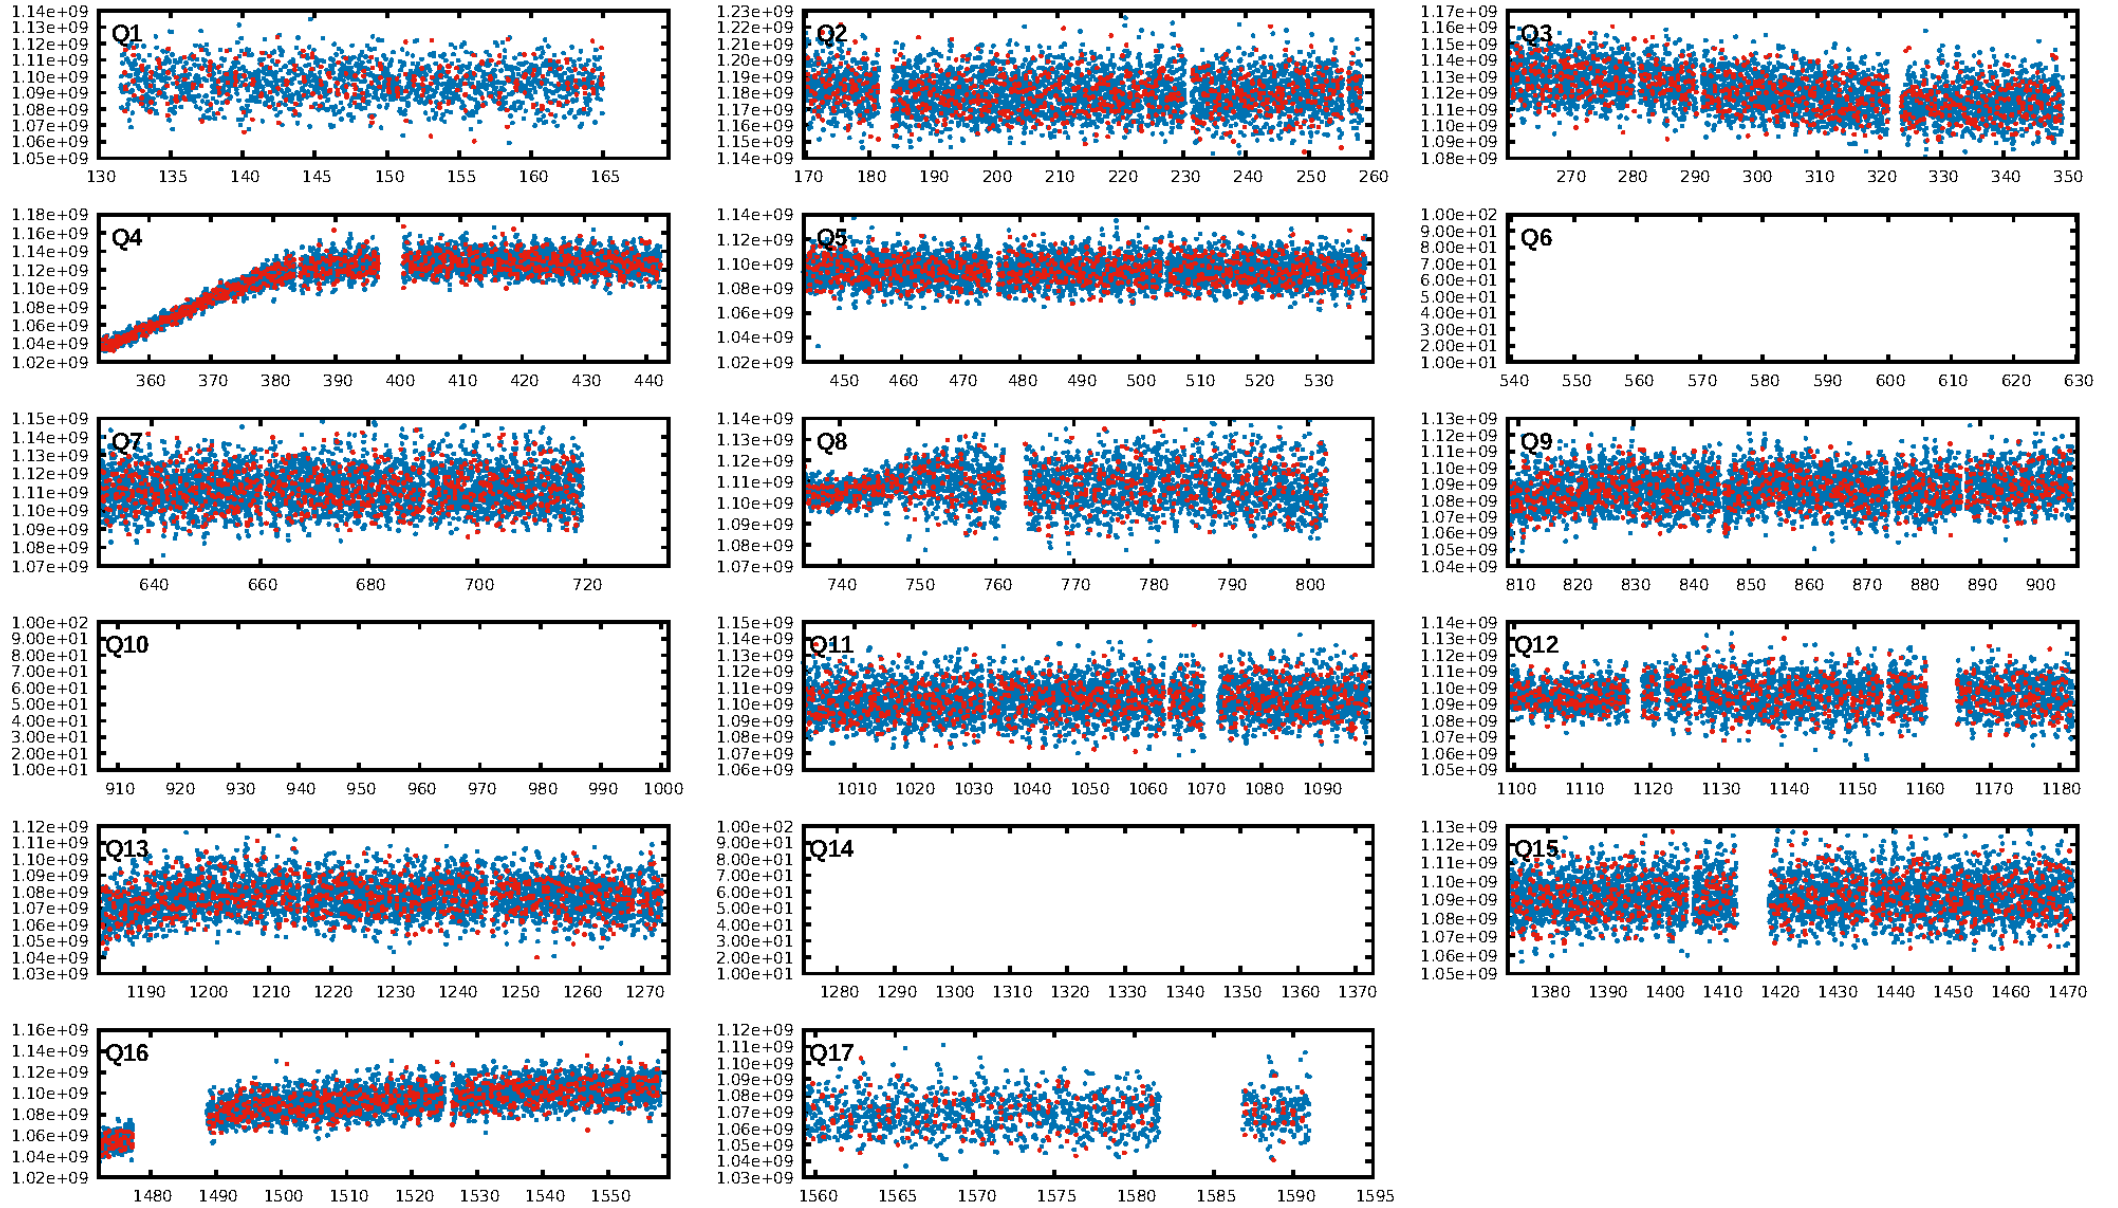 1.14e+09 1.13e+09 1.12e+09 1.11e+09 1.10e+09 1.09e+09 1.08e+09 1.07e+09 1.06e+09 1.05e+09
Q1
130 135 140 145 150 155 160 165
1.23e+09 1.22e+09 1.21e+09 1.20e+09 1.19e+09 1.18e+09 1.17e+09 1.16e+09 1.15e+09 1.14e+09
Q2
170 180 190 200 210 220 230 240 250 260
1.17e+09 1.16e+09 1.15e+09 1.14e+09 1.13e+09 1.12e+09 1.11e+09 1.10e+09 1.09e+09 1.08e+09
Q3
270 280 290 300 310 320 330 340 350
1.18e+09 1.16e+09 1.14e+09 1.12e+09 1.10e+09 1.08e+09 1.06e+09 1.04e+09 1.02e+09
Q4
360 370 380 390 400 410 420 430 440
1.14e+09 1.12e+09 1.10e+09 1.08e+09 1.06e+09 1.04e+09 1.02e+09
Q5
450 460 470 480 490 500 510 520 530
1.00e+02 9.00e+01 8.00e+01 7.00e+01 6.00e+01 5.00e+01 4.00e+01 3.00e+01 2.00e+01 1.00e+01
Q6
540 550 560 570 580 590 600 610 620 630
1.15e+09 1.14e+09 1.13e+09 1.12e+09 1.11e+09 1.10e+09 1.09e+09 1.08e+09 1.07e+09
Q7
640 660 680 700 720
1.14e+09 1.13e+09 1.12e+09 1.11e+09 1.10e+09 1.09e+09 1.08e+09 1.07e+09
Q8
740 750 760 770 780 790 800
1.13e+09 1.12e+09 1.11e+09 1.10e+09 1.09e+09 1.08e+09 1.07e+09 1.06e+09 1.05e+09 1.04e+09
Q9
810 820 830 840 850 860 870 880 890 900
1.00e+02 9.00e+01 8.00e+01 7.00e+01 6.00e+01 5.00e+01 4.00e+01 3.00e+01 2.00e+01 1.00e+01
Q10
910 920 930 940 950 960 970 980 990 1000
1.15e+09 1.14e+09 1.13e+09 1.12e+09 1.11e+09 1.10e+09 1.09e+09 1.08e+09 1.07e+09 1.06e+09
Q11
1010 1020 1030 1040 1050 1060 1070 1080 1090
1.14e+09 1.13e+09 1.12e+09 1.11e+09 1.10e+09 1.09e+09 1.08e+09 1.07e+09 1.06e+09 1.05e+09
Q12
1100 1110 1120 1130 1140 1150 1160 1170 1180
1.12e+09 1.11e+09 1.10e+09 1.09e+09 1.08e+09 1.07e+09 1.06e+09 1.05e+09 1.04e+09 1.03e+09
Q13
1190 1200 1210 1220 1230 1240 1250 1260 1270
1.00e+02 9.00e+01 8.00e+01 7.00e+01 6.00e+01 5.00e+01 4.00e+01 3.00e+01 2.00e+01 1.00e+01
Q14
1280 1290 1300 1310 1320 1330 1340 1350 1360 1370
1.13e+09 1.12e+09 1.11e+09 1.10e+09 1.09e+09 1.08e+09 1.07e+09 1.06e+09 1.05e+09
Q15
1380 1390 1400 1410 1420 1430 1440 1450 1460 1470
1.16e+09 1.14e+09 1.12e+09 1.10e+09 1.08e+09 1.06e+09 1.04e+09 1.02e+09
Q16
1480 1490 1500 1510 1520 1530 1540 1550
1.12e+09 1.11e+09 1.10e+09 1.09e+09 1.08e+09 1.07e+09 1.06e+09 1.05e+09 1.04e+09 1.03e+09
Q17
1560 1565 1570 1575 1580 1585 1590 1595